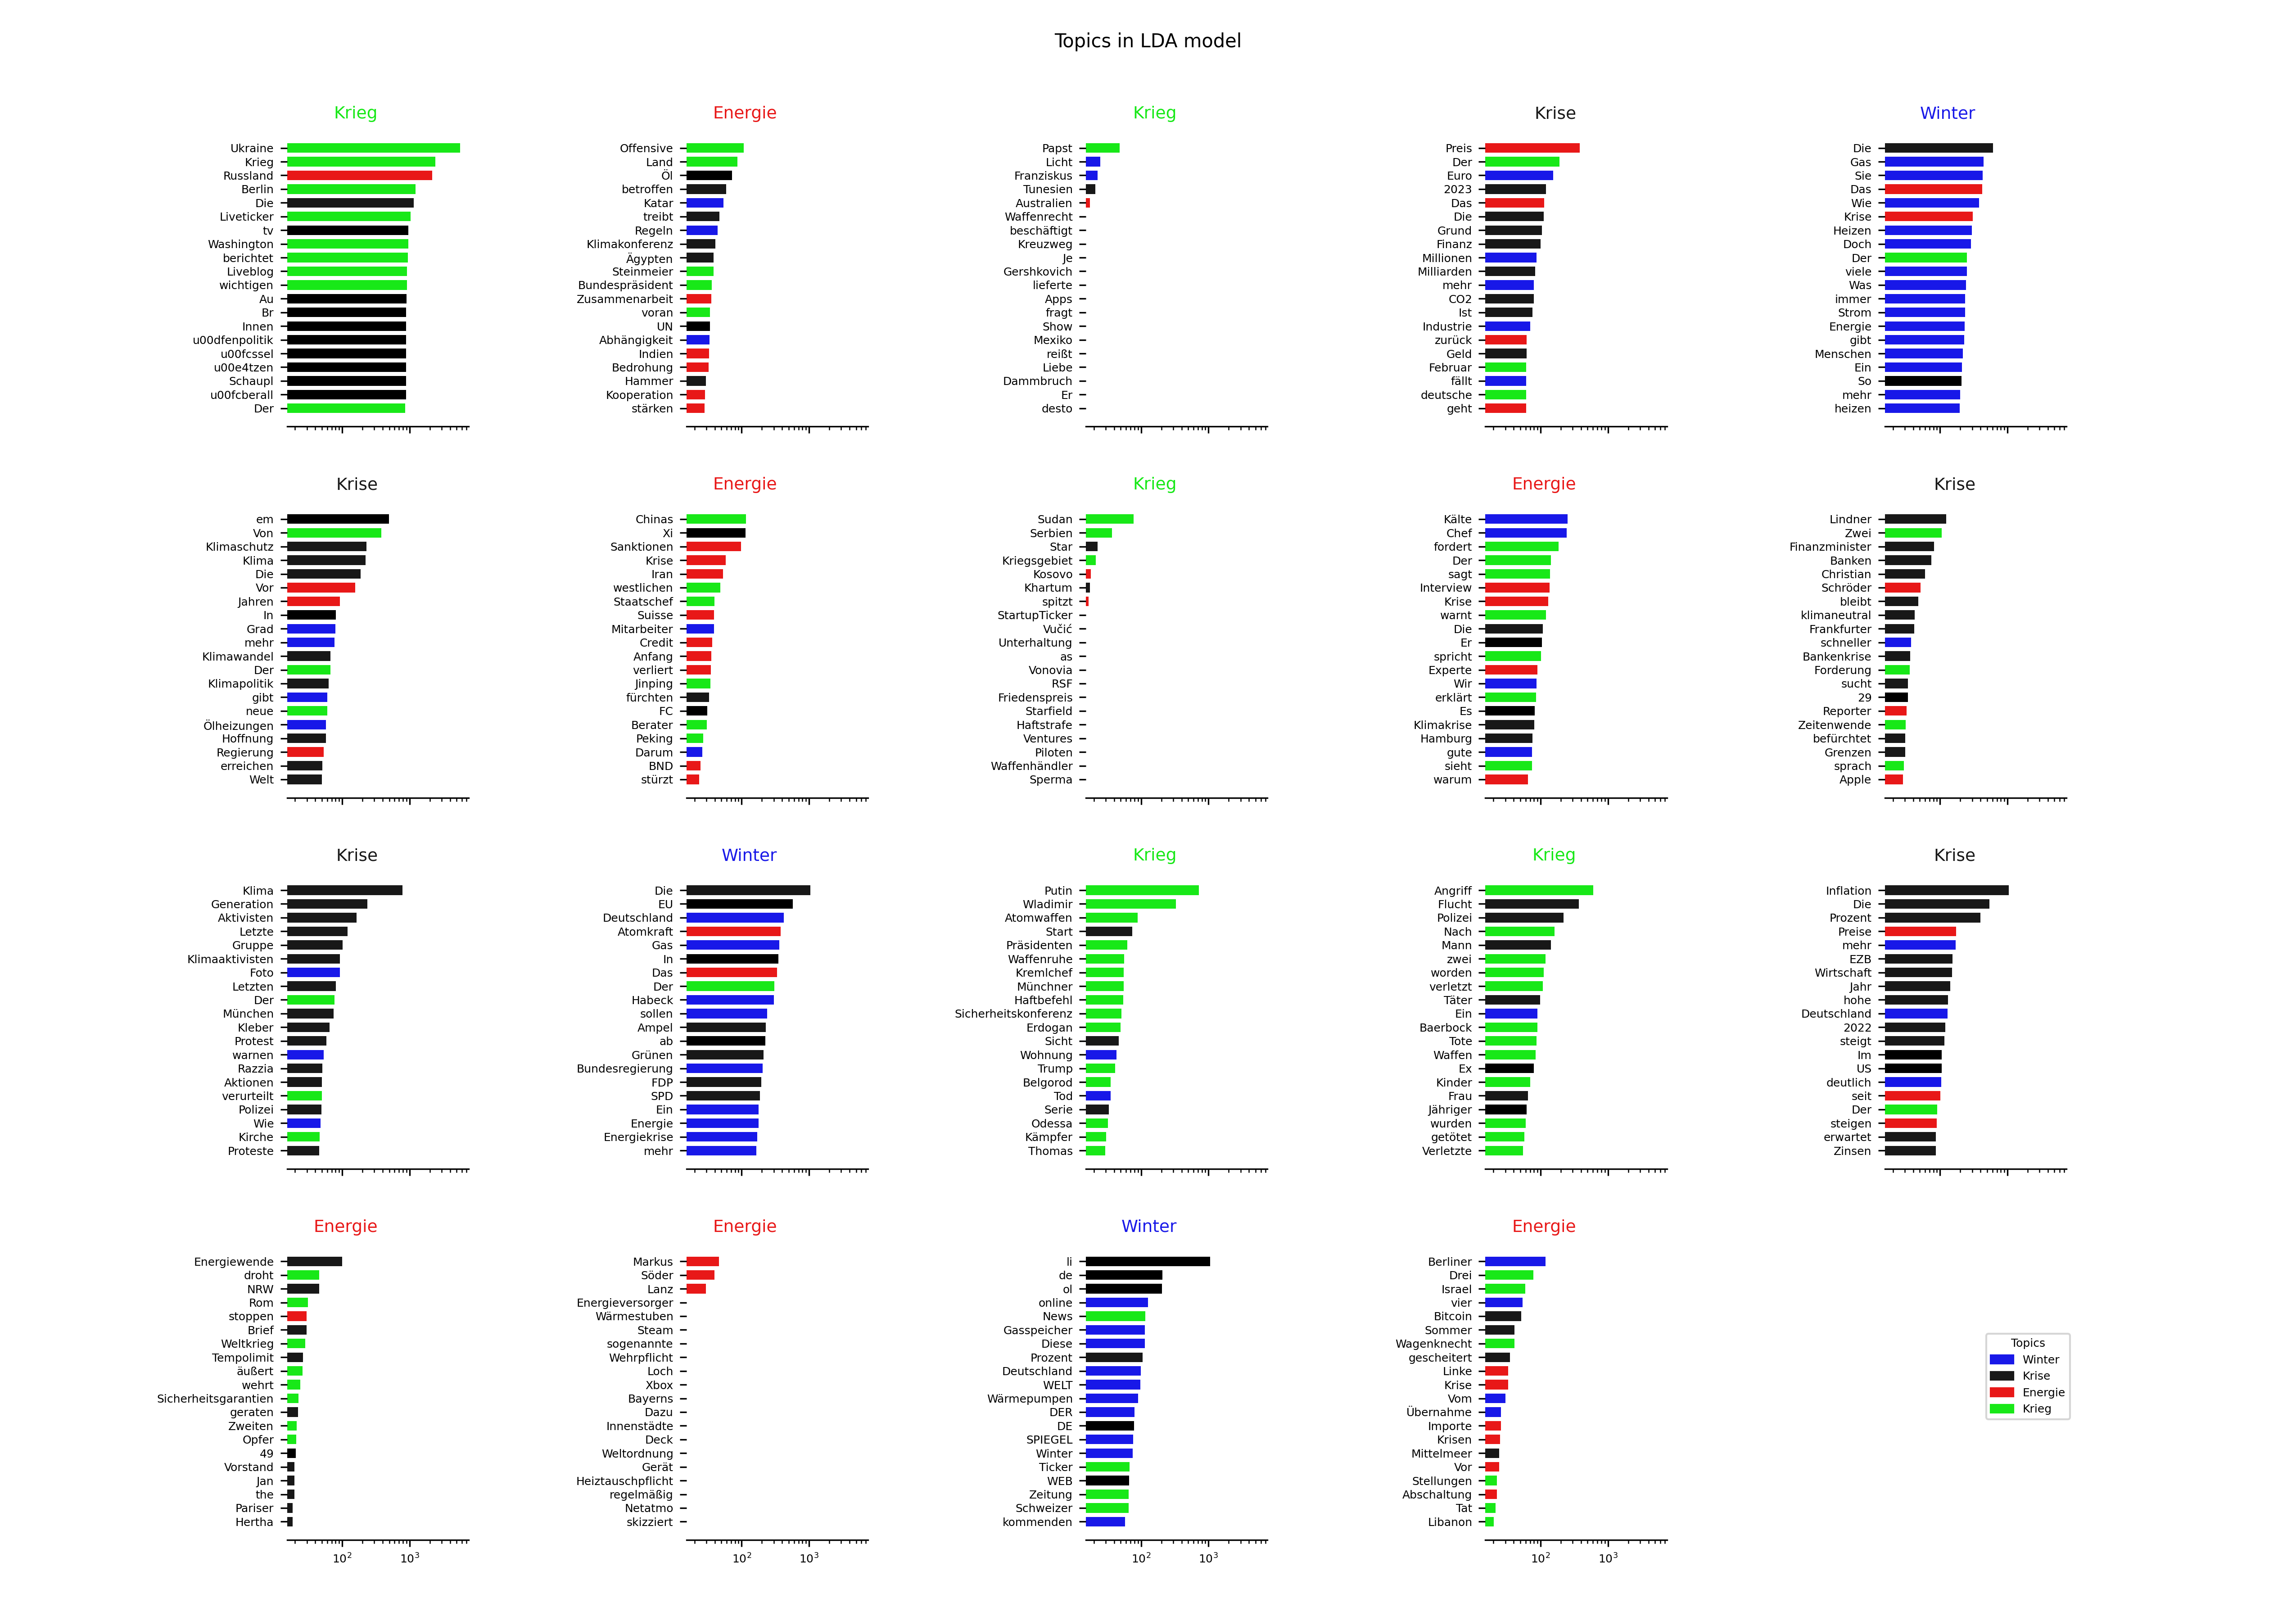 Topics in LDA model
Krieg
Ukraine
Krieg
Russland
Berlin
Die
Liveticker
tv
Washington
berichtet
Liveblog
wichtigen
Au
Br
Innen
u00dfenpolitik
u00fcssel
u00e4tzen
Schaupl
u00fcberall
Der
Energie
Offensive
Land
Öl
betroffen
Katar
treibt
Regeln
Klimakonferenz
Ägypten
Steinmeier
Bundespräsident
Zusammenarbeit
voran
UN
Abhängigkeit
Indien
Bedrohung
Hammer
Kooperation
stärken
Krieg
Papst
Licht
Franziskus
Tunesien
Australien
Waffenrecht
beschäftigt
Kreuzweg
Je
Gershkovich
lieferte
Apps
fragt
Show
Mexiko
reißt
Liebe
Dammbruch
Er
desto
Krise
Preis
Der
Euro
2023
Das
Die
Grund
Finanz
Millionen
Milliarden
mehr
CO2
Ist
Industrie
zurück
Geld
Februar
fällt
deutsche
geht
Winter
Die
Gas
Sie
Das
Wie
Krise
Heizen
Doch
Der
viele
Was
immer
Strom
Energie
gibt
Menschen
Ein
So
mehr
heizen
Krise
em
Von
Klimaschutz
Klima
Die
Vor
Jahren
In
Grad
mehr
Klimawandel
Der
Klimapolitik
gibt
neue
Ölheizungen
Hoffnung
Regierung
erreichen
Welt
Energie
Chinas
Xi
Sanktionen
Krise
Iran
westlichen
Staatschef
Suisse
Mitarbeiter
Credit
Anfang
verliert
Jinping
fürchten
FC
Berater
Peking
Darum
BND
stürzt
Krieg
Sudan
Serbien
Star
Kriegsgebiet
Kosovo
Khartum
spitzt
StartupTicker
Vučić
Unterhaltung
as
Vonovia
RSF
Friedenspreis
Starfield
Haftstrafe
Ventures
Piloten
Waffenhändler
Sperma
Energie
Kälte
Chef
fordert
Der
sagt
Interview
Krise
warnt
Die
Er
spricht
Experte
Wir
erklärt
Es
Klimakrise
Hamburg
gute
sieht
warum
Krise
Lindner
Zwei
Finanzminister
Banken
Christian
Schröder
bleibt
klimaneutral
Frankfurter
schneller
Bankenkrise
Forderung
sucht
29
Reporter
Zeitenwende
befürchtet
Grenzen
sprach
Apple
Krise
Klima
Generation
Aktivisten
Letzte
Gruppe
Klimaaktivisten
Foto
Letzten
Der
München
Kleber
Protest
warnen
Razzia
Aktionen
verurteilt
Polizei
Wie
Kirche
Proteste
Winter
Die
EU
Deutschland
Atomkraft
Gas
In
Das
Der
Habeck
sollen
Ampel
ab
Grünen
Bundesregierung
FDP
SPD
Ein
Energie
Energiekrise
mehr
Krieg
Putin
Wladimir
Atomwaffen
Start
Präsidenten
Waffenruhe
Kremlchef
Münchner
Haftbefehl
Sicherheitskonferenz
Erdogan
Sicht
Wohnung
Trump
Belgorod
Tod
Serie
Odessa
Kämpfer
Thomas
Krieg
Angriff
Flucht
Polizei
Nach
Mann
zwei
worden
verletzt
Täter
Ein
Baerbock
Tote
Waffen
Ex
Kinder
Frau
Jähriger
wurden
getötet
Verletzte
Krise
Inflation
Die
Prozent
Preise
mehr
EZB
Wirtschaft
Jahr
hohe
Deutschland
2022
steigt
Im
US
deutlich
seit
Der
steigen
erwartet
Zinsen
Energie
Energiewende
droht
NRW
Rom
stoppen
Brief
Weltkrieg
Tempolimit
äußert
wehrt
Sicherheitsgarantien
geraten
Zweiten
Opfer
49
Vorstand
Jan
the
Pariser
Hertha
10²
10³
Energie
Markus
Söder
Lanz
Energieversorger
Wärmestuben
Steam
sogenannte
Wehrpflicht
Loch
Xbox
Bayerns
Dazu
Innenstädte
Deck
Weltordnung
Gerät
Heiztauschpflicht
regelmäßig
Netatmo
skizziert
10²
10³
Winter
li
de
ol
online
News
Gasspeicher
Diese
Prozent
Deutschland
WELT
Wärmepumpen
DER
DE
SPIEGEL
Winter
Ticker
WEB
Zeitung
Schweizer
kommenden
10²
10³
Energie
Berliner
Drei
Israel
vier
Bitcoin
Sommer
Wagenknecht
gescheitert
Linke
Krise
Vom
Übernahme
Importe
Krisen
Mittelmeer
Vor
Stellungen
Abschaltung
Tat
Libanon
10²
10³
Topics
Winter
Krise
Energie
Krieg